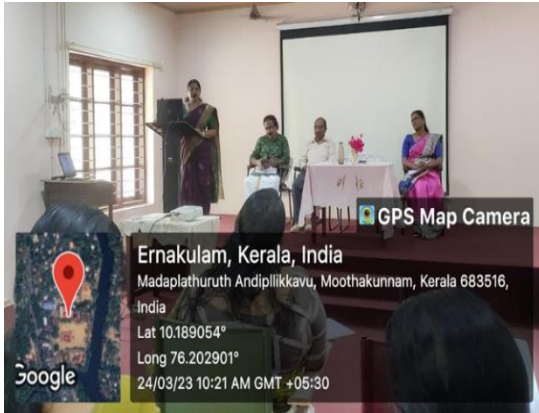 GPS Map Camera
Ernakulam, Kerala, India
Madaplathuruth Andipllikkavu, Moothakunnam, Kerala 683516,
India
Lat 10.189054°
Long 76.202901°
24/03/23 10:21 AM GMT +05:30
Google